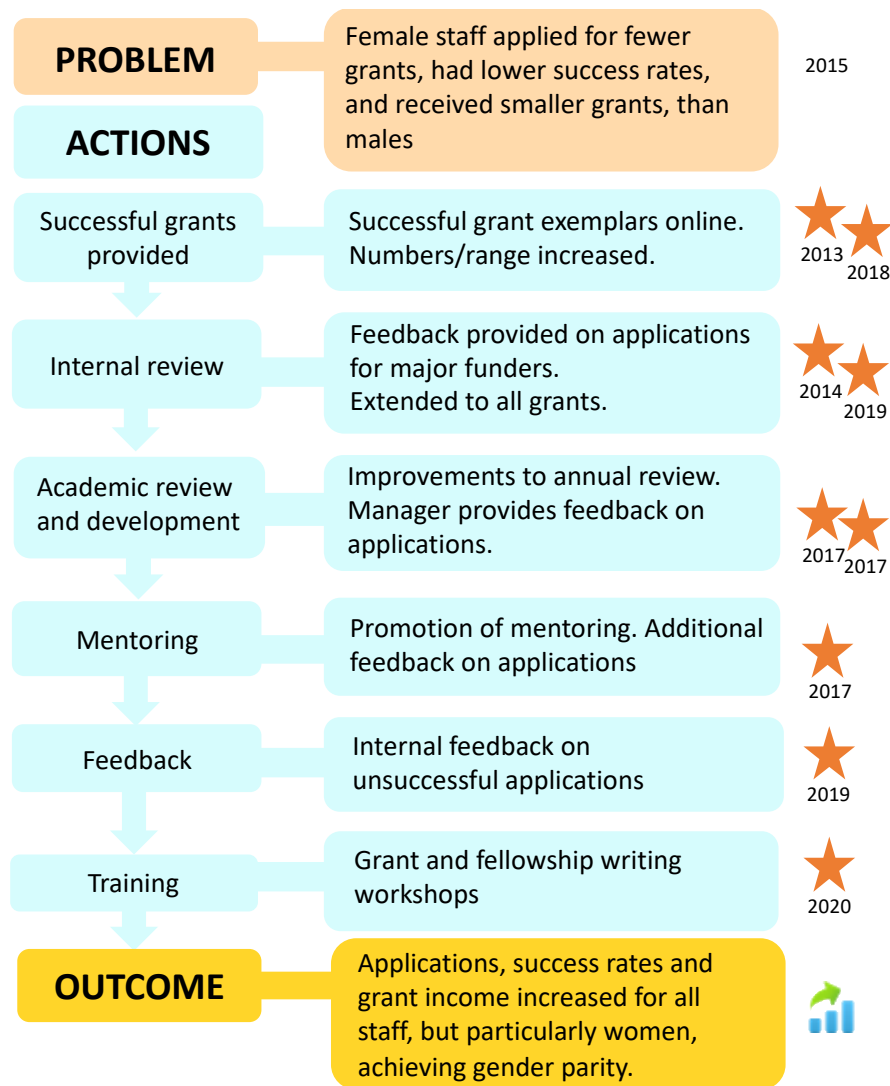 PROBLEM
Female staff applied for fewer
grants, had lower success rates,
and received smaller grants, than
males
2015
ACTIONS
Successful grants
provided
Successful grant exemplars online.
Numbers/range increased.
2013
2018
Internal review
Feedback provided on applications
for major funders.
Extended to all grants.
2014
2019
Academic review
and development
Improvements to annual review.
Manager provides feedback on
applications.
2017
2017
Mentoring
Promotion of mentoring. Additional
feedback on applications
2017
Feedback
Internal feedback on
unsuccessful applications
2019
Training
Grant and fellowship writing
workshops
2020
OUTCOME
Applications, success rates and
grant income increased for all
staff, but particularly women,
achieving gender parity.